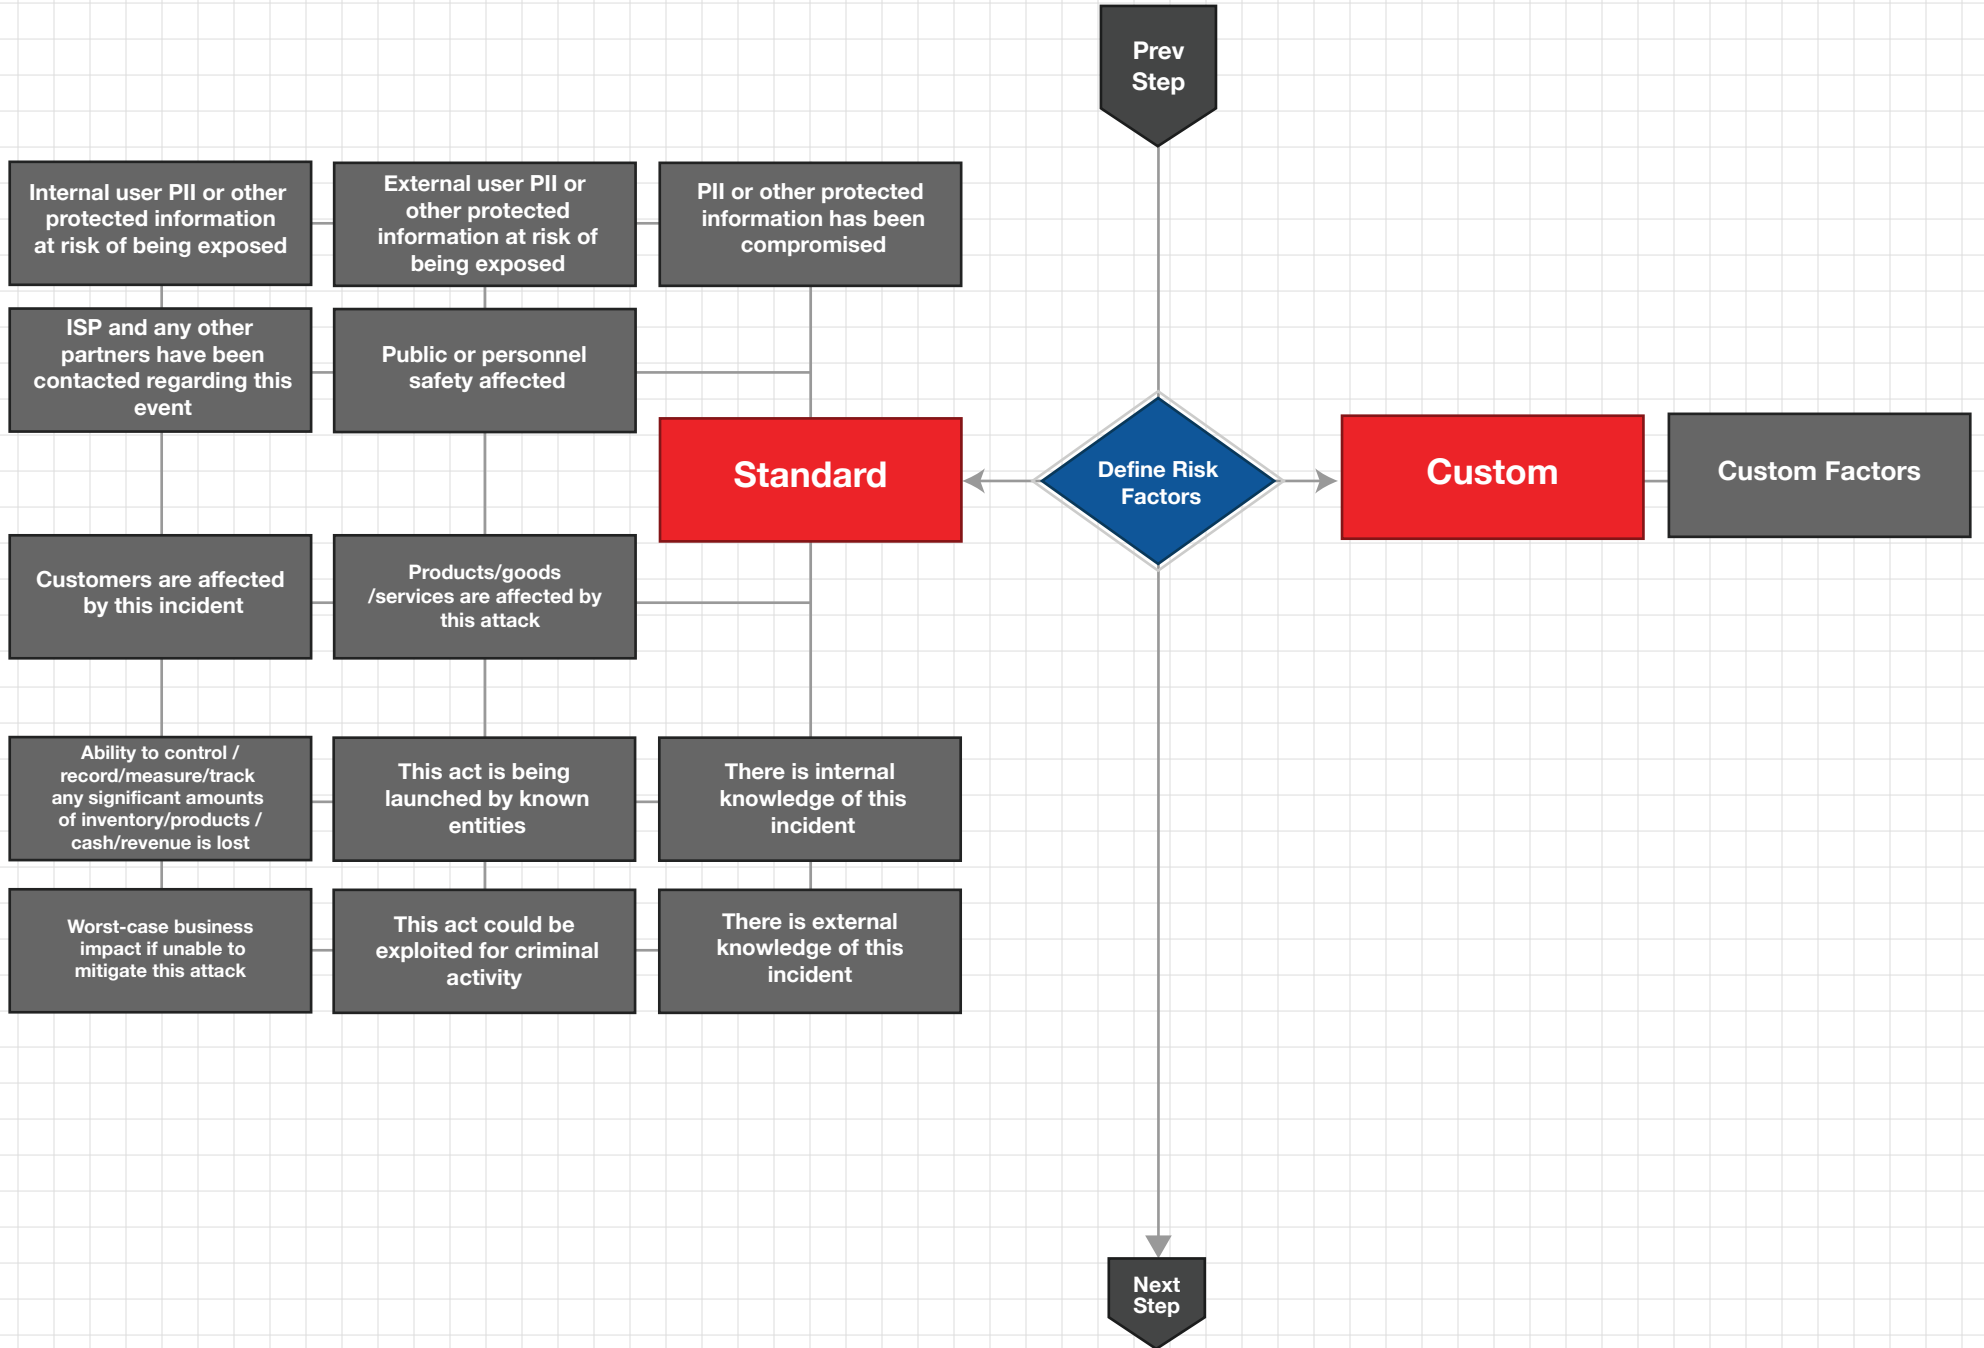 Prev
Step
Internal user PII or other
protected information
at risk of being exposed
External user PII or
other protected
information at risk of
being exposed
PII or other protected
information has been
compromised
ISP and any other
partners have been
contacted regarding this
event
Public or personnel
safety affected
Standard
Define Risk
Factors
Custom
Custom Factors
Customers are affected
by this incident
Products/goods
/services are affected by
this attack
Ability to control /
record/measure/track
any significant amounts
of inventory/products /
cash/revenue is lost
This act is being
launched by known
entities
There is internal
knowledge of this
incident
Worst-case business
impact if unable to
mitigate this attack
This act could be
exploited for criminal
activity
There is external
knowledge of this
incident
Next
Step